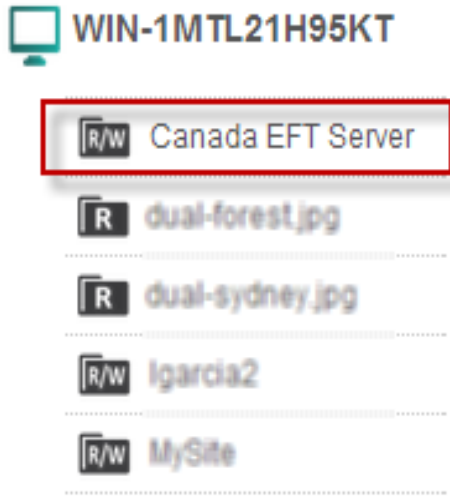 WIN-1MTL21H95KT
R/W Canada EFT Server
R dual-forest.jpg
R dual-sydney.jpg
R/W lgarcia2
R/W MySite